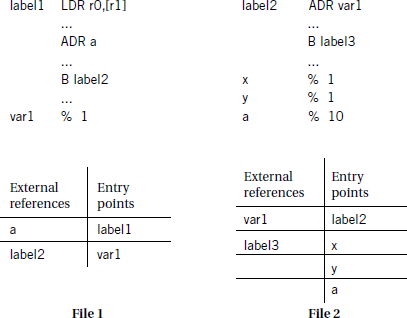 label1 LDR r0,[r1]
...
ADR a
...
B label2
...
var1 % 1
External references Entry points
a label1
label2 var1
File 1
label2 ADR var1
...
B label3
...
x % 1
y % 1
a % 10
External references Entry points
var1 label2
label3 x
y
a
File 2